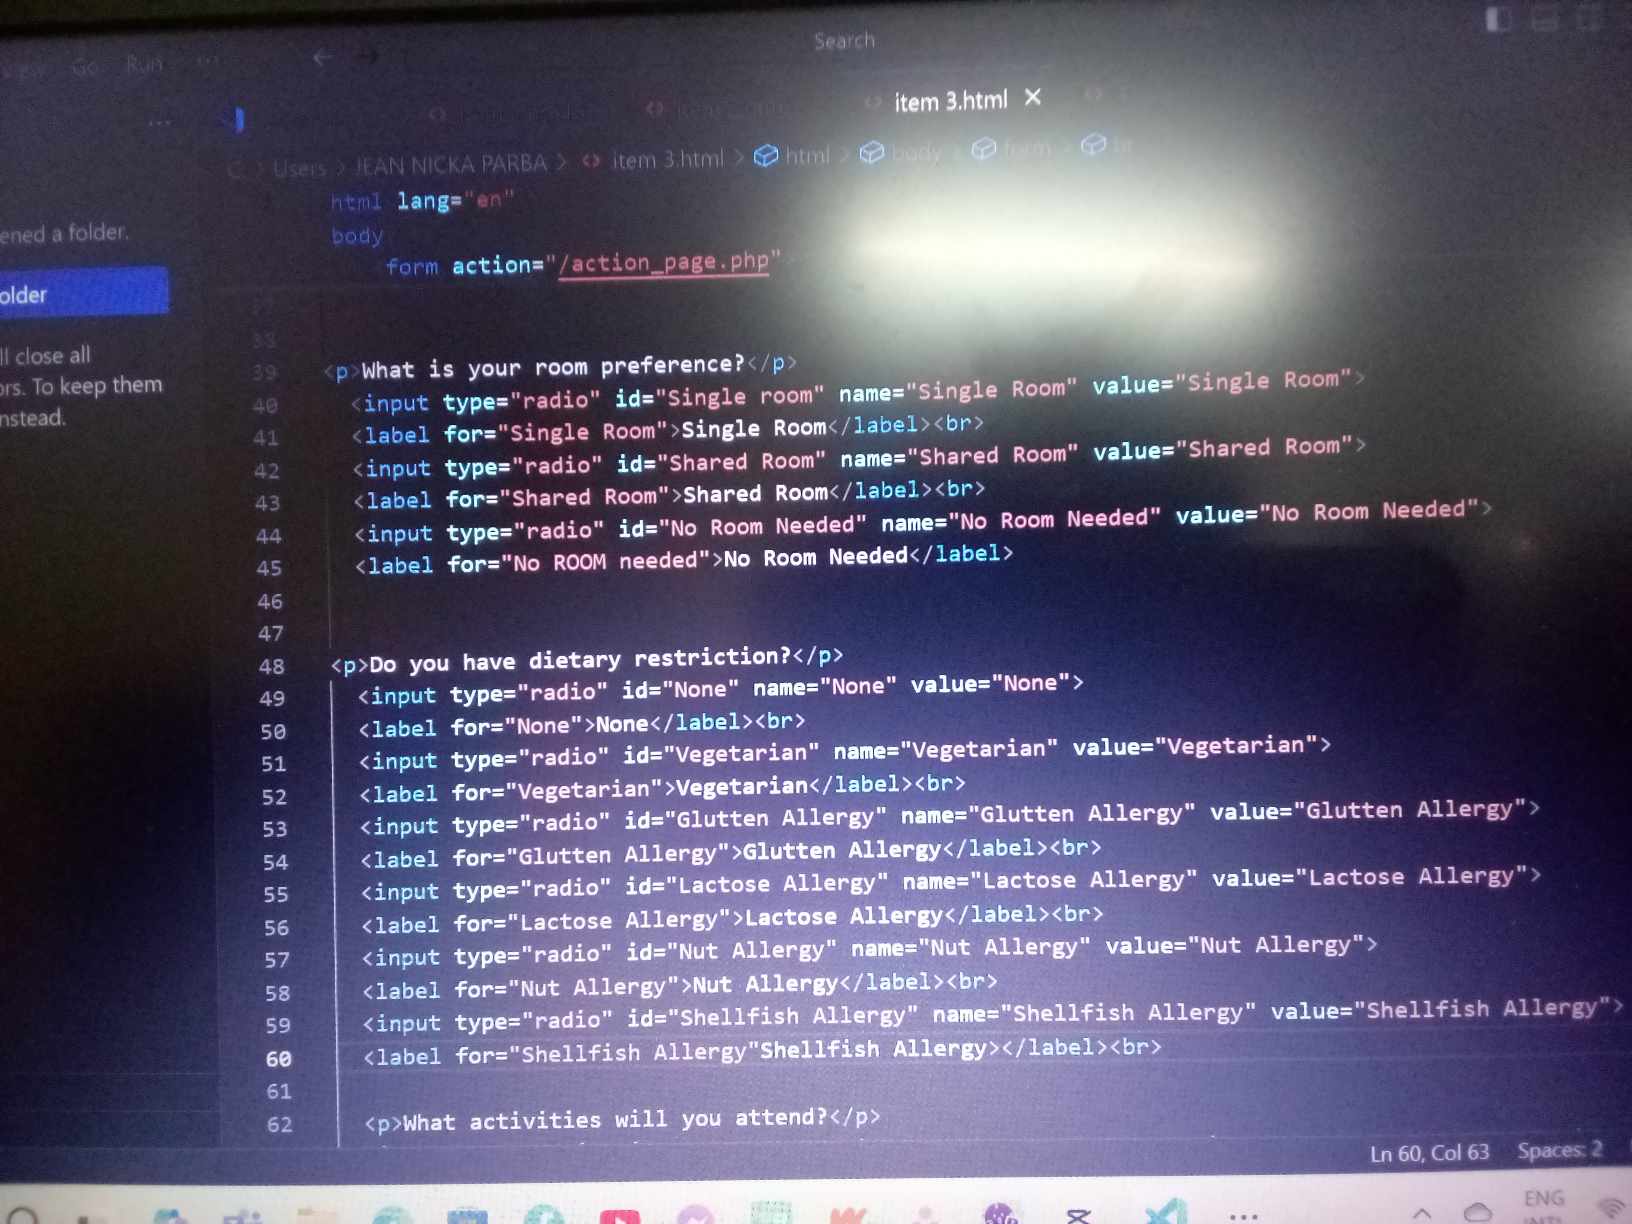 Search
Go Run ...
item 3.html ×
Users > JEAN NICKA PARBA > item 3.html > html > body > form > br
html lang="en"
body
form action="/action_page.php"
ened a folder.
older
ll close all
ors. To keep them
nstead.
38
39 <p>What is your room preference?</p>
40 <input type="radio" id="Single room" name="Single Room" value="Single Room">
41 <label for="Single Room">Single Room</label><br>
42 <input type="radio" id="Shared Room" name="Shared Room" value="Shared Room">
43 <label for="Shared Room">Shared Room</label><br>
44 <input type="radio" id="No Room Needed" name="No Room Needed" value="No Room Needed">
45 <label for="No ROOM needed">No Room Needed</label>
46
47
48 <p>Do you have dietary restriction?</p>
49 <input type="radio" id="None" name="None" value="None">
50 <label for="None">None</label><br>
51 <input type="radio" id="Vegetarian" name="Vegetarian" value="Vegetarian">
52 <label for="Vegetarian">Vegetarian</label><br>
53 <input type="radio" id="Glutten Allergy" name="Glutten Allergy" value="Glutten Allergy">
54 <label for="Glutten Allergy">Glutten Allergy</label><br>
55 <input type="radio" id="Lactose Allergy" name="Lactose Allergy" value="Lactose Allergy">
56 <label for="Lactose Allergy">Lactose Allergy</label><br>
57 <input type="radio" id="Nut Allergy" name="Nut Allergy" value="Nut Allergy">
58 <label for="Nut Allergy">Nut Allergy</label><br>
59 <input type="radio" id="Shellfish Allergy" name="Shellfish Allergy" value="Shellfish Allergy">
60 <label for="Shellfish Allergy"Shellfish Allergy></label><br>
61
62 <p>What activities will you attend?</p>
Ln 60, Col 63 Spaces: 2
ENG